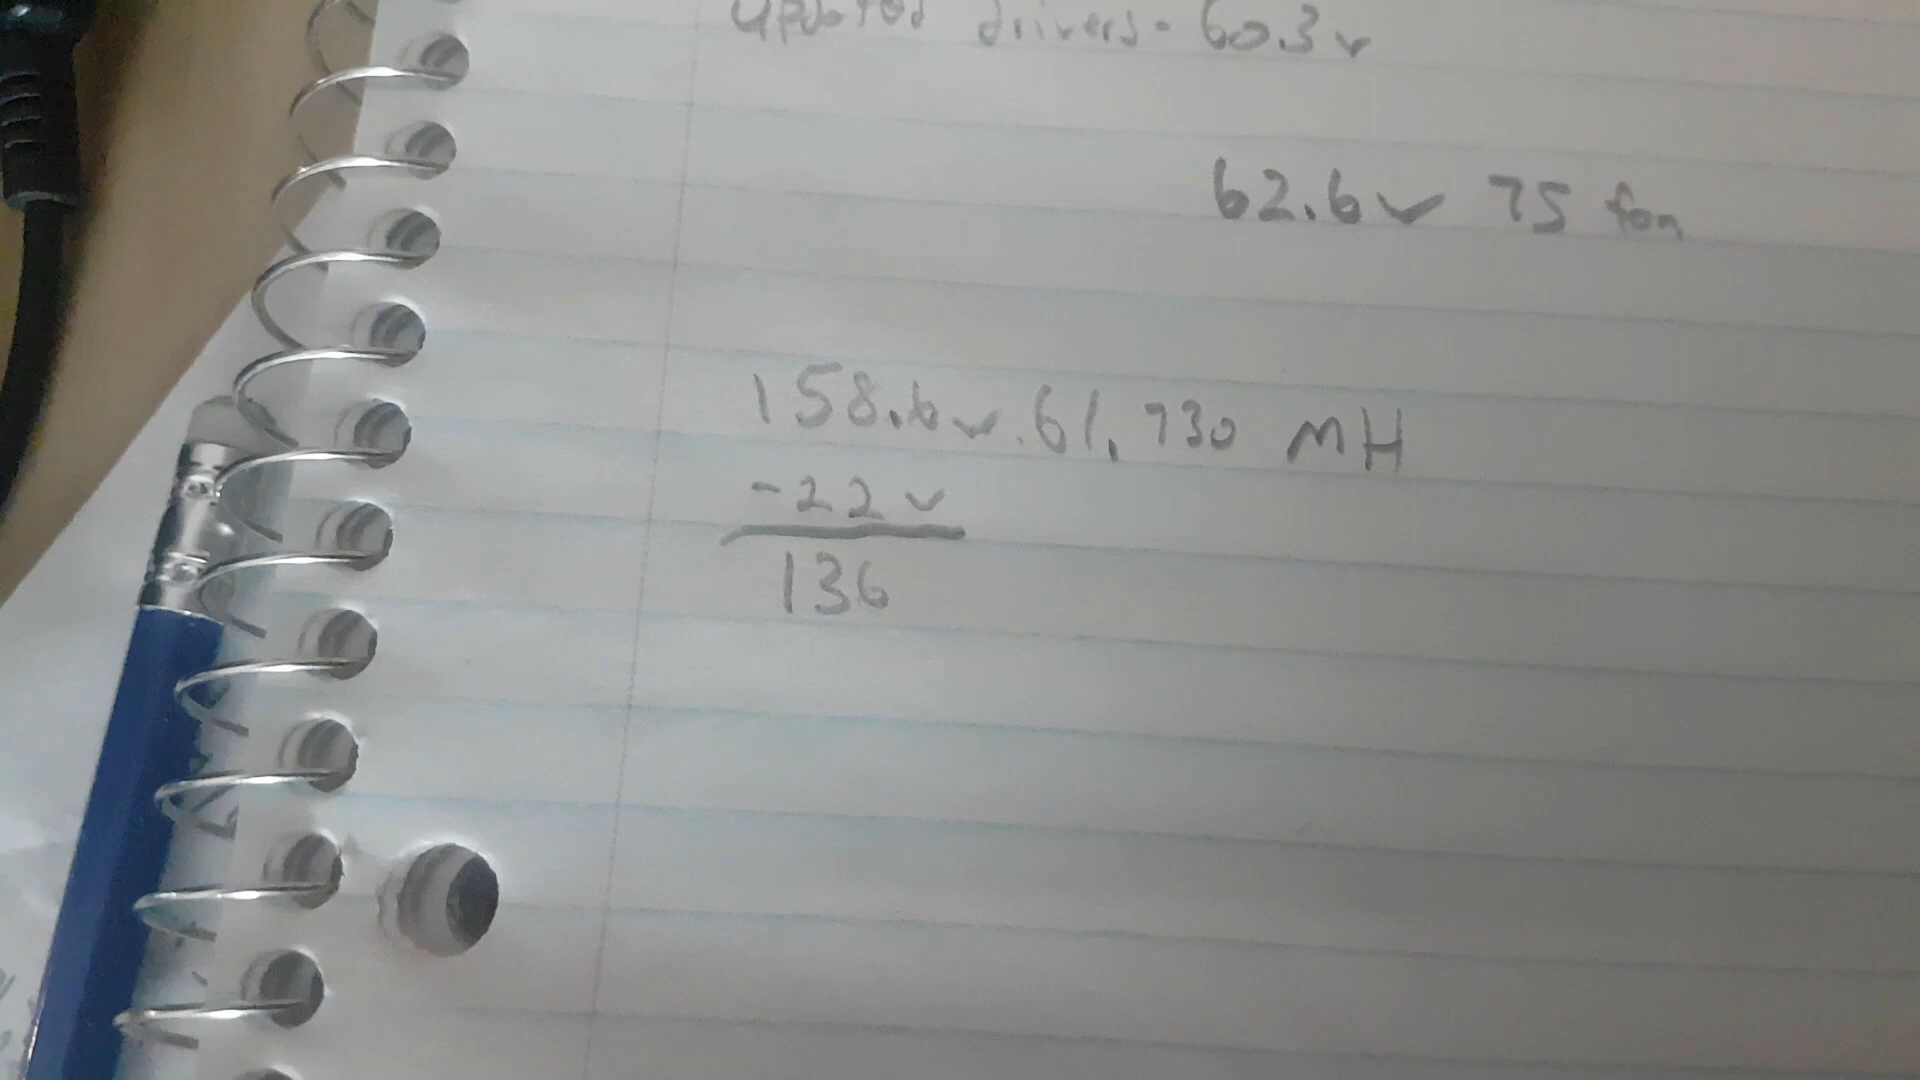 updated drivers - 60.3v
62.6v 75 fan
158.6v. 61.730 MH
-22v
136